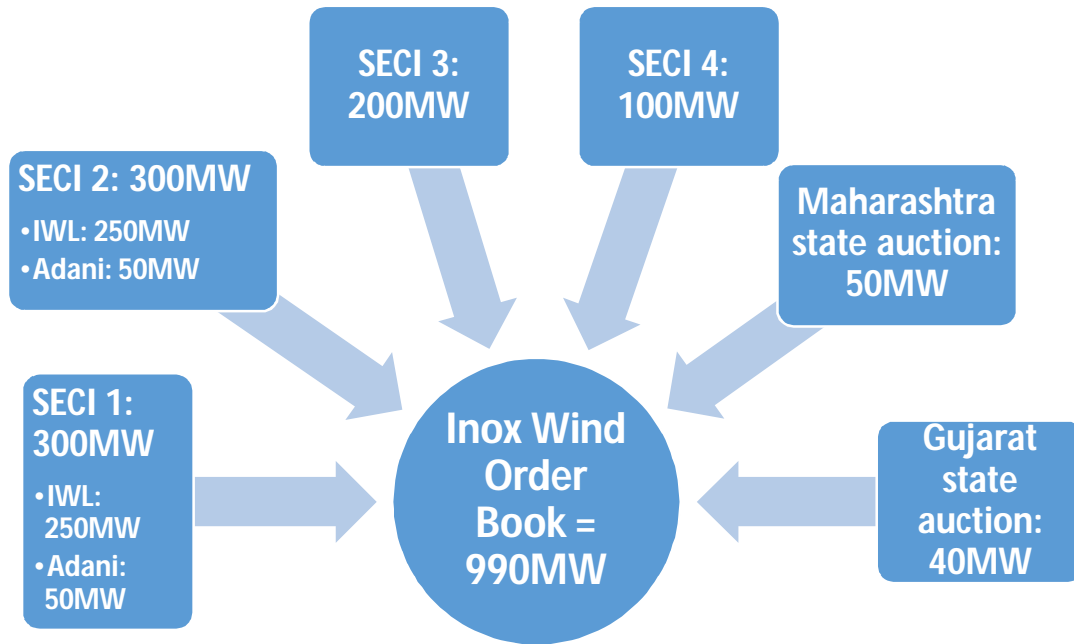 SECI 3:
200MW
SECI 4:
100MW
SECI 2: 300MW
•IWL: 250MW
•Adani: 50MW
Maharashtra
state auction:
50MW
SECI 1:
300MW
•IWL:
250MW
•Adani:
50MW
Inox Wind
Order
Book =
990MW
Gujarat
state
auction:
40MW